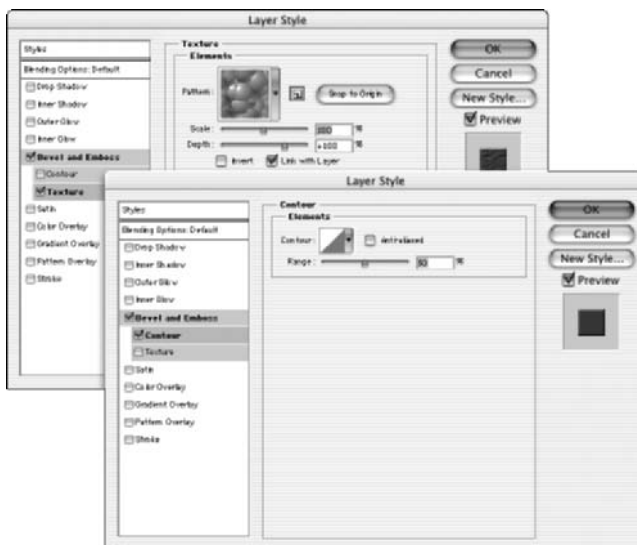 Layer Style
Styles
Blending Options: Default
Drop Shadow
Inner Shadow
Outer Glow
Inner Glow
Bevel and Emboss
Contour
Texture
Satin
Color Overlay
Gradient Overlay
Pattern Overlay
Stroke
Texture
Elements
Pattern:
Snap to Origin
Scale: %
Depth: +100 %
Invert Link with Layer
OK
Cancel
New Style...
Preview
Layer Style
Styles
Blending Options: Default
Drop Shadow
Inner Shadow
Outer Glow
Inner Glow
Bevel and Emboss
Contour
Texture
Satin
Color Overlay
Gradient Overlay
Pattern Overlay
Stroke
Contour
Elements
Contour: Anti-aliased
Range: 50 %
OK
Cancel
New Style...
Preview